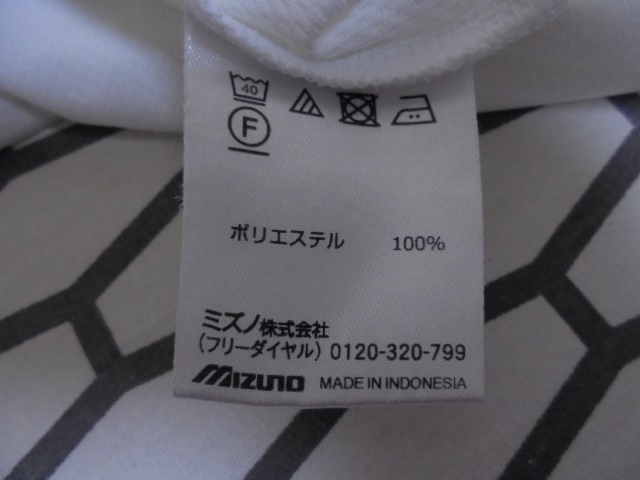 40
F
ポリエステル 100%
ミズノ株式会社
(フリーダイヤル) 0120-320-799
MIZUNO MADE IN INDONESIA